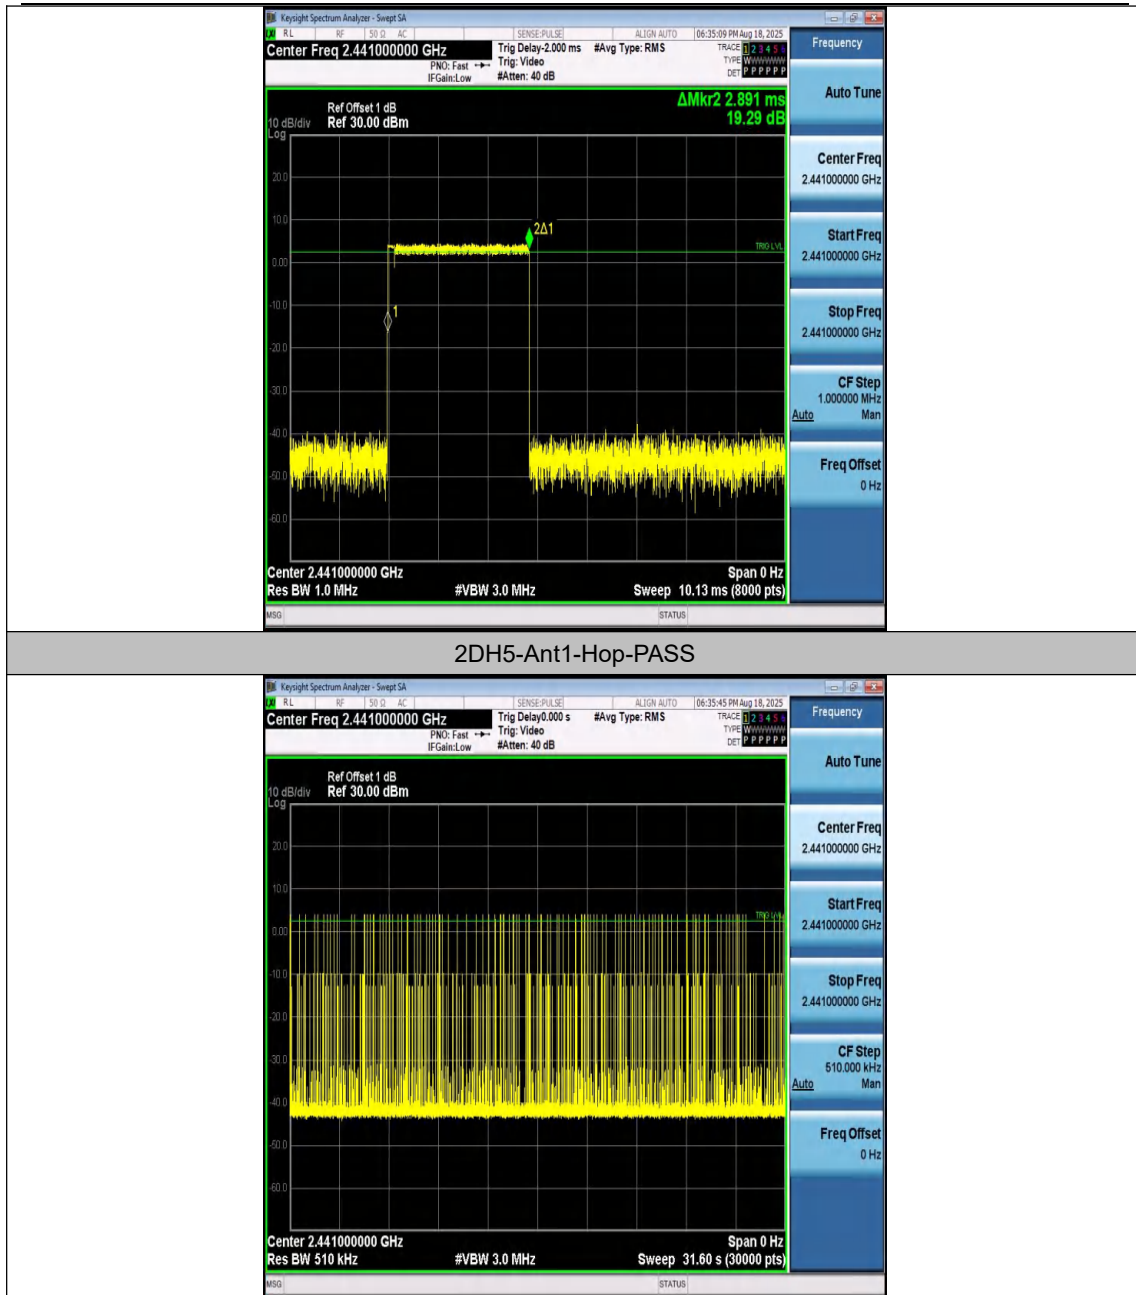 Keysight Spectrum Analyzer - Swept SA
RL RF 50 Ω AC SENSE:PULSE ALIGN AUTO 06:35:09 PM Aug 18, 2025
Center Freq 2.441000000 GHz
Trig Delay-2.000 ms #Avg Type: RMS
TRACE 1 2 3 4 5 6
PNO: Fast
Trig: Video
TYPE WWWWWW
IFGain:Low
#Atten: 40 dB
DET P P P P P P
Frequency
Auto Tune
Center Freq
2.441000000 GHz
Start Freq
2.441000000 GHz
Stop Freq
2.441000000 GHz
CF Step
1.000000 MHz
Auto Man
Freq Offset
0 Hz
ΔMkr2 2.891 ms
19.29 dB
Ref Offset 1 dB
10 dB/div Ref 30.00 dBm
Log
20.0
10.0
0.00
-10.0
-20.0
-30.0
-40.0
-50.0
-60.0
2Δ1
TRIG LVL
1
Center 2.441000000 GHz Span 0 Hz
Res BW 1.0 MHz #VBW 3.0 MHz Sweep 10.13 ms (8000 pts)
MSG STATUS
2DH5-Ant1-Hop-PASS
Keysight Spectrum Analyzer - Swept SA
RL RF 50 Ω AC SENSE:PULSE ALIGN AUTO 06:35:45 PM Aug 18, 2025
Center Freq 2.441000000 GHz
Trig Delay0.000 s #Avg Type: RMS
TRACE 1 2 3 4 5 6
PNO: Fast
Trig: Video
TYPE WWWWWW
IFGain:Low
#Atten: 40 dB
DET P P P P P P
Frequency
Auto Tune
Center Freq
2.441000000 GHz
Start Freq
2.441000000 GHz
Stop Freq
2.441000000 GHz
CF Step
510.000 kHz
Auto Man
Freq Offset
0 Hz
Ref Offset 1 dB
10 dB/div Ref 30.00 dBm
Log
20.0
10.0
0.00
-10.0
-20.0
-30.0
-40.0
-50.0
-60.0
TRIG LVL
Center 2.441000000 GHz Span 0 Hz
Res BW 510 kHz #VBW 3.0 MHz Sweep 31.60 s (30000 pts)
MSG STATUS